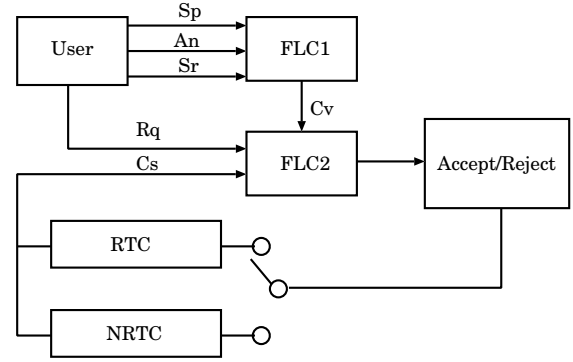 Sp
User
An
FLC1
Sr
Cv
Rq
Cs
FLC2
Accept/Reject
RTC
NRTC